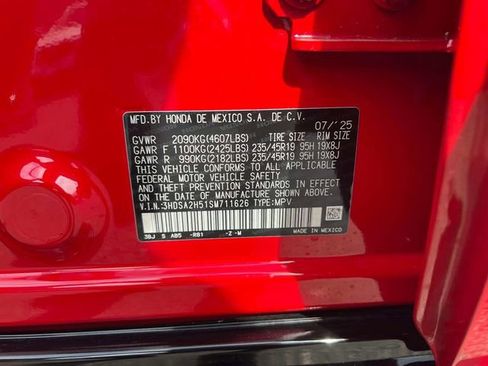 MFD.BY HONDA DE MEXICO S.A. DE C.V.
07/'25
GVWR 2090KG(4607LBS) TIRE SIZE RIM SIZE
GAWR F 1100KG(2425LBS) 235/45R19 95H 19X8J
GAWR R 990KG(2182LBS) 235/45R19 95H 19X8J
THIS VEHICLE CONFORMS TO ALL APPLICABLE
FEDERAL MOTOR VEHICLE SAFETY
AND THEFT PREVENTION STANDARDS IN EFFECT
ON THE DATE OF MANUFACTURE SHOWN ABOVE.
V.I.N.:3HDSA2H51SM711626 TYPE:MPV
3BJ S AB5 -R81 -Z -M
MADE IN MEXICO